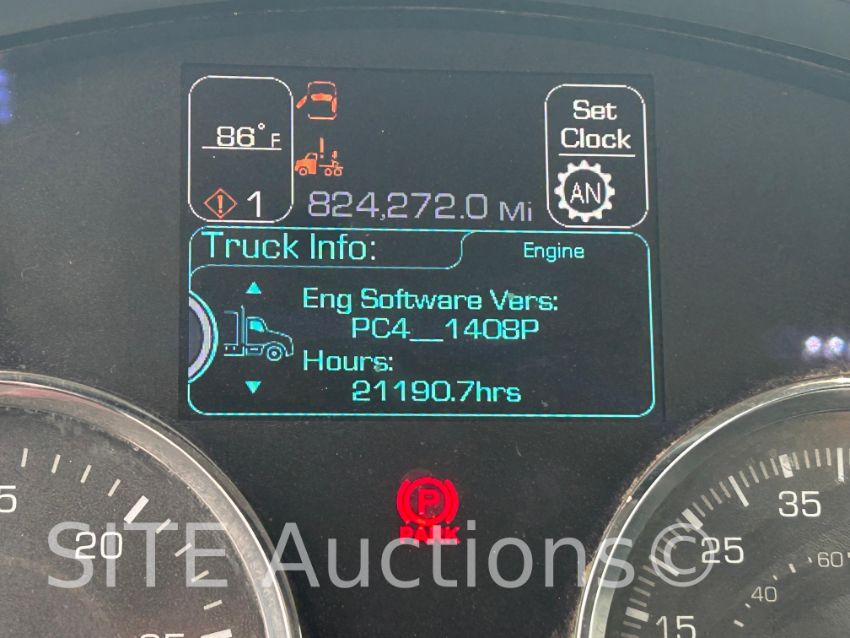 86°F
1
824,272.0 Mi
Set
Clock
AN
Truck Info:
Engine
Eng Software Vers:
PC4__1408P
Hours:
21190.7hrs
P
PARK
20
35
25
60
40
15
SITE Auctions©